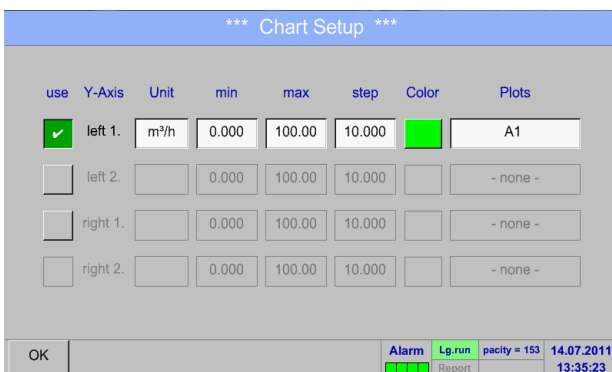 *** Chart Setup ***
use Y-Axis Unit min max step Color Plots
✔ left 1. m³/h 0.000 100.00 10.000 A1
left 2. 0.000 100.00 10.000 - none -
right 1. 0.000 100.00 10.000 - none -
right 2. 0.000 100.00 10.000 - none -
OK Alarm Lg.run pacity = 153 14.07.2011
Report 13:35:23